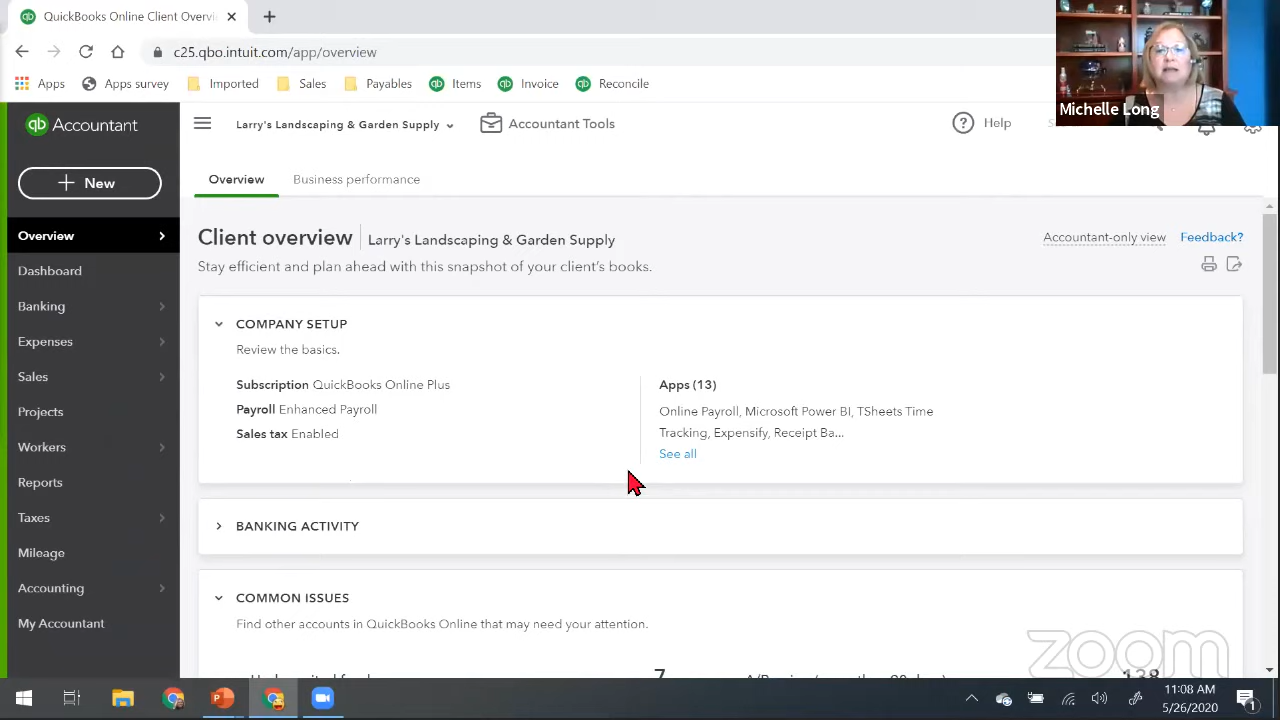 QuickBooks Online Client Overvi
c25.qbo.intuit.com/app/overview
Apps
Apps survey
Imported
Sales
Payables
Items
Invoice
Reconcile
Michelle Long
qb Accountant
Larry's Landscaping & Garden Supply
Accountant Tools
Help
New
Overview
Business performance
Overview
Dashboard
Banking
Expenses
Sales
Projects
Workers
Reports
Taxes
Mileage
Accounting
My Accountant
Client overview
Larry's Landscaping & Garden Supply
Accountant-only view
Feedback?
Stay efficient and plan ahead with this snapshot of your client's books.
COMPANY SETUP
Review the basics.
Subscription QuickBooks Online Plus
Payroll Enhanced Payroll
Sales tax Enabled
Apps (13)
Online Payroll, Microsoft Power BI, TSheets Time
Tracking, Expensify, Receipt Ba...
See all
BANKING ACTIVITY
COMMON ISSUES
Find other accounts in QuickBooks Online that may need your attention.
7
138
zoom
11:08 AM
5/26/2020
1